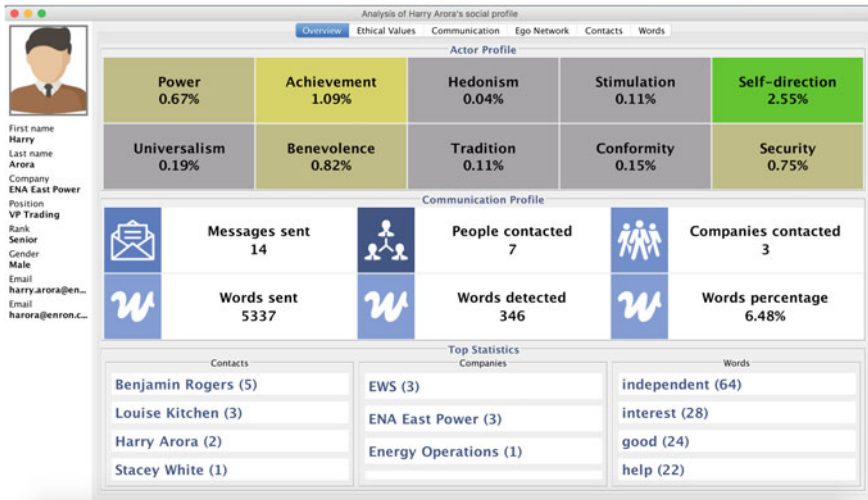 Analysis of Harry Arora's social profile
Overview Ethical Values Communication Ego Network Contacts Words
First name
Harry
Last name
Arora
Company
ENA East Power
Position
VP Trading
Rank
Senior
Gender
Male
Email
harry.arora@en...
Email
harora@enron.c...
Actor Profile
Power Achievement Hedonism Stimulation Self-direction
0.67% 1.09% 0.04% 0.11% 2.55%
Universalism Benevolence Tradition Conformity Security
0.19% 0.82% 0.11% 0.15% 0.75%
Communication Profile
Messages sent People contacted Companies contacted
14 7 3
Words sent Words detected Words percentage
5337 346 6.48%
Top Statistics
Contacts Companies Words
Benjamin Rogers (5)
Louise Kitchen (3)
Harry Arora (2)
Stacey White (1)
EWS (3)
ENA East Power (3)
Energy Operations (1)
independent (64)
interest (28)
good (24)
help (22)